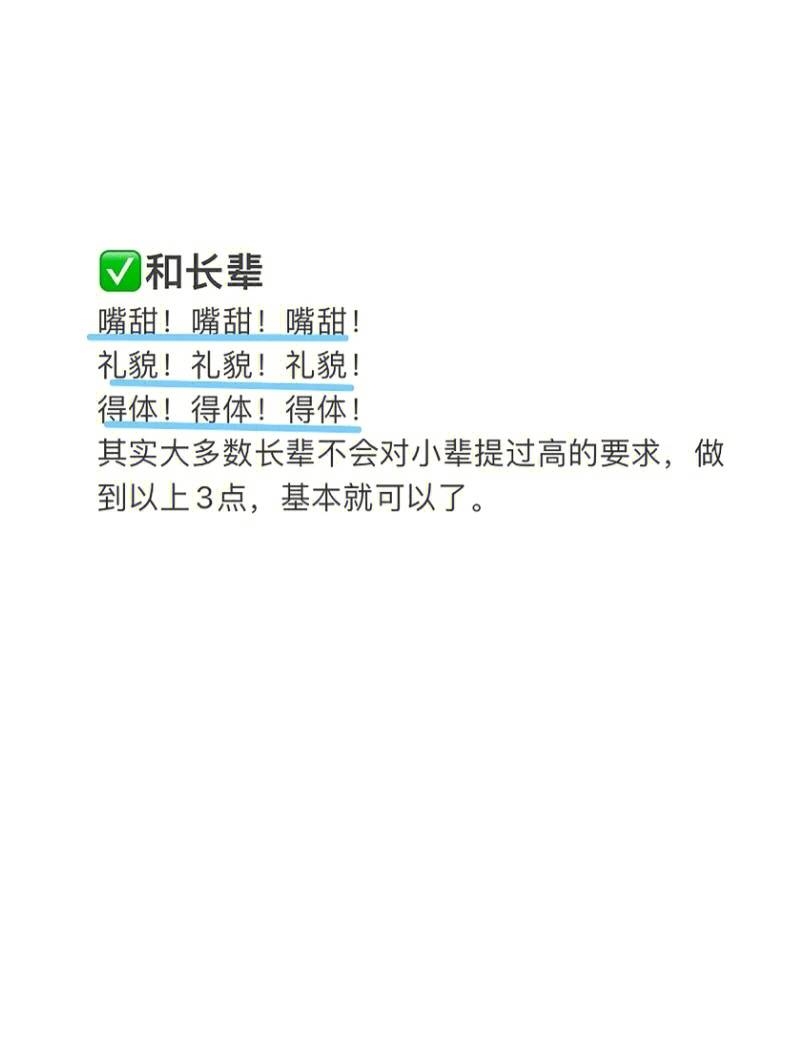 ✅和长辈
嘴甜！嘴甜！嘴甜！
礼貌！礼貌！礼貌！
得体！得体！得体！
其实大多数长辈不会对小辈提过高的要求，做
到以上3点，基本就可以了。